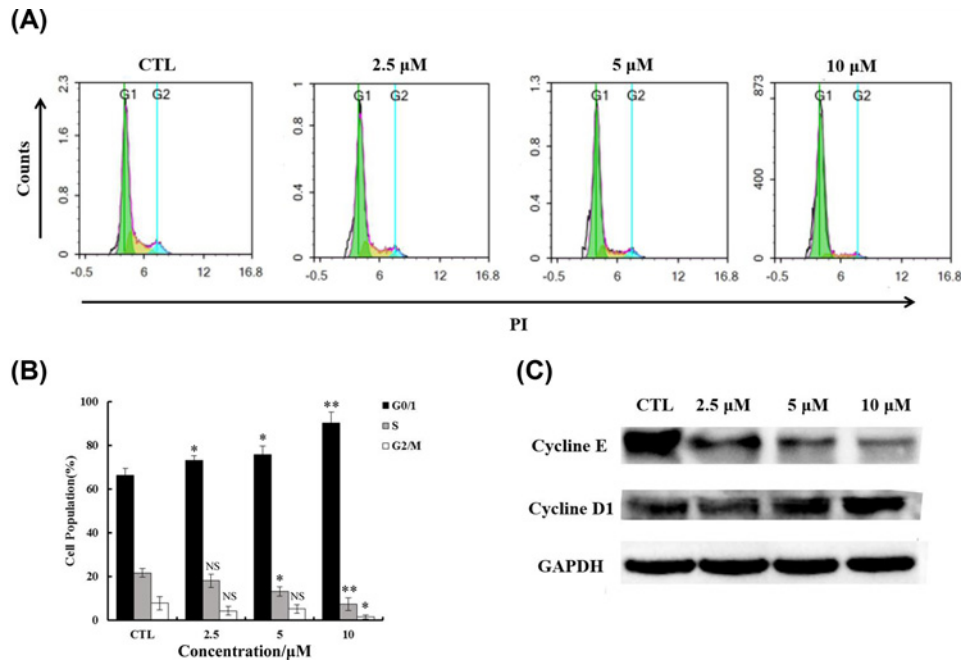 (A)
CTL
2.5 μM
5 μM
10 μM
Counts
2.3
1.6
0.8
0
G1
G2
-0.5
6
12
16.8
1
0.8
0.4
0
G1
G2
-0.5
6
12
16.8
1.3
1.0
0.5
0
G1
G2
-0.5
6
12
16.8
873
400
0
G1
G2
-0.5
6
12
16.8
PI
(B)
Cell Population(%)
100
80
60
40
20
0
G0/1
S
G2/M
*
NS
NS
*
*
NS
**
**
*
CTL
2.5
5
10
Concentration/μM
(C)
CTL 2.5 μM 5 μM 10 μM
Cycline E
Cycline D1
GAPDH